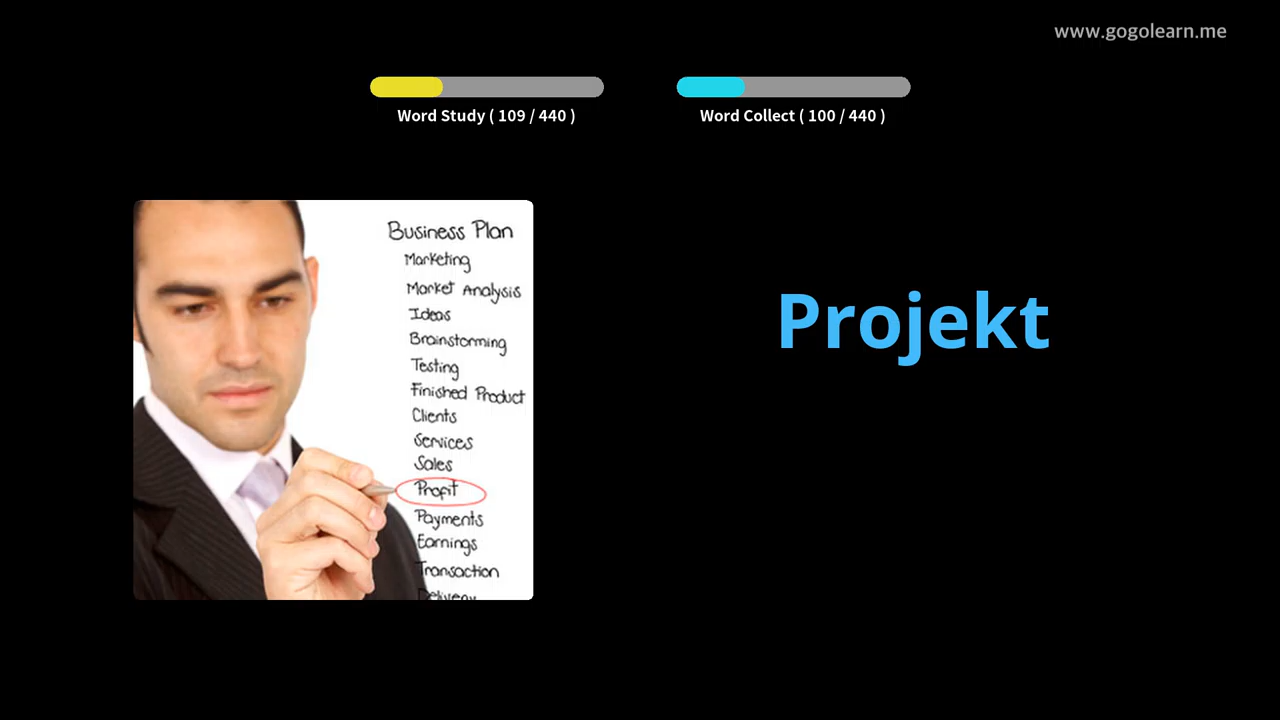 www.gogolearn.me
Word Study ( 109 / 440 )
Word Collect ( 100 / 440 )
Business Plan
Marketing
Market Analysis
Ideas
Brainstorming
Testing
Finished Product
Clients
Services
Sales
Profit
Payments
Earnings
Transaction
Delivery
Projekt